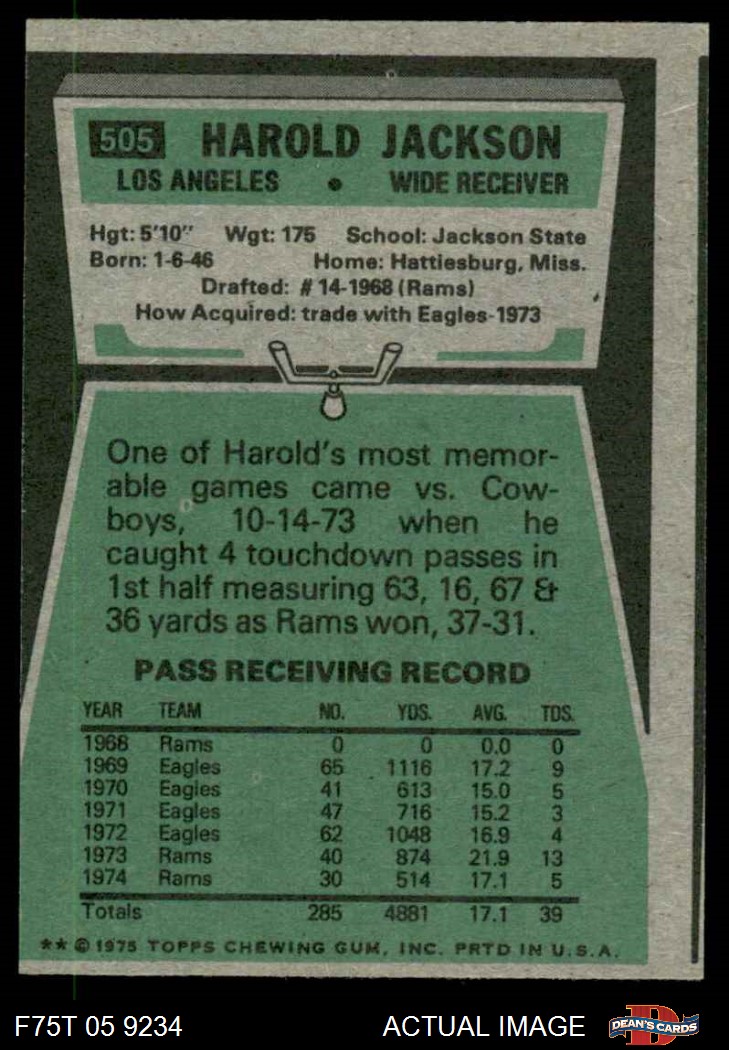 505 HAROLD JACKSON
LOS ANGELES • WIDE RECEIVER
Hgt: 5'10" Wgt: 175 School: Jackson State
Born: 1-6-46 Home: Hattiesburg, Miss.
Drafted: #14-1968 (Rams)
How Acquired: trade with Eagles-1973
One of Harold's most memor-
able games came vs. Cow-
boys, 10-14-73 when he
caught 4 touchdown passes in
1st half measuring 63, 16, 67 &
36 yards as Rams won, 37-31.
PASS RECEIVING RECORD
YEAR TEAM NO. YDS. AVG. TDS.
1968 Rams 0 0 0.0 0
1969 Eagles 65 1116 17.2 9
1970 Eagles 41 613 15.0 5
1971 Eagles 47 716 15.2 3
1972 Eagles 62 1048 16.9 4
1973 Rams 40 874 21.9 13
1974 Rams 30 514 17.1 5
Totals 285 4881 17.1 39
** © 1975 TOPPS CHEWING GUM, INC. PRTD IN U.S.A.
F75T 05 9234 ACTUAL IMAGE D DEAN'S CARDS